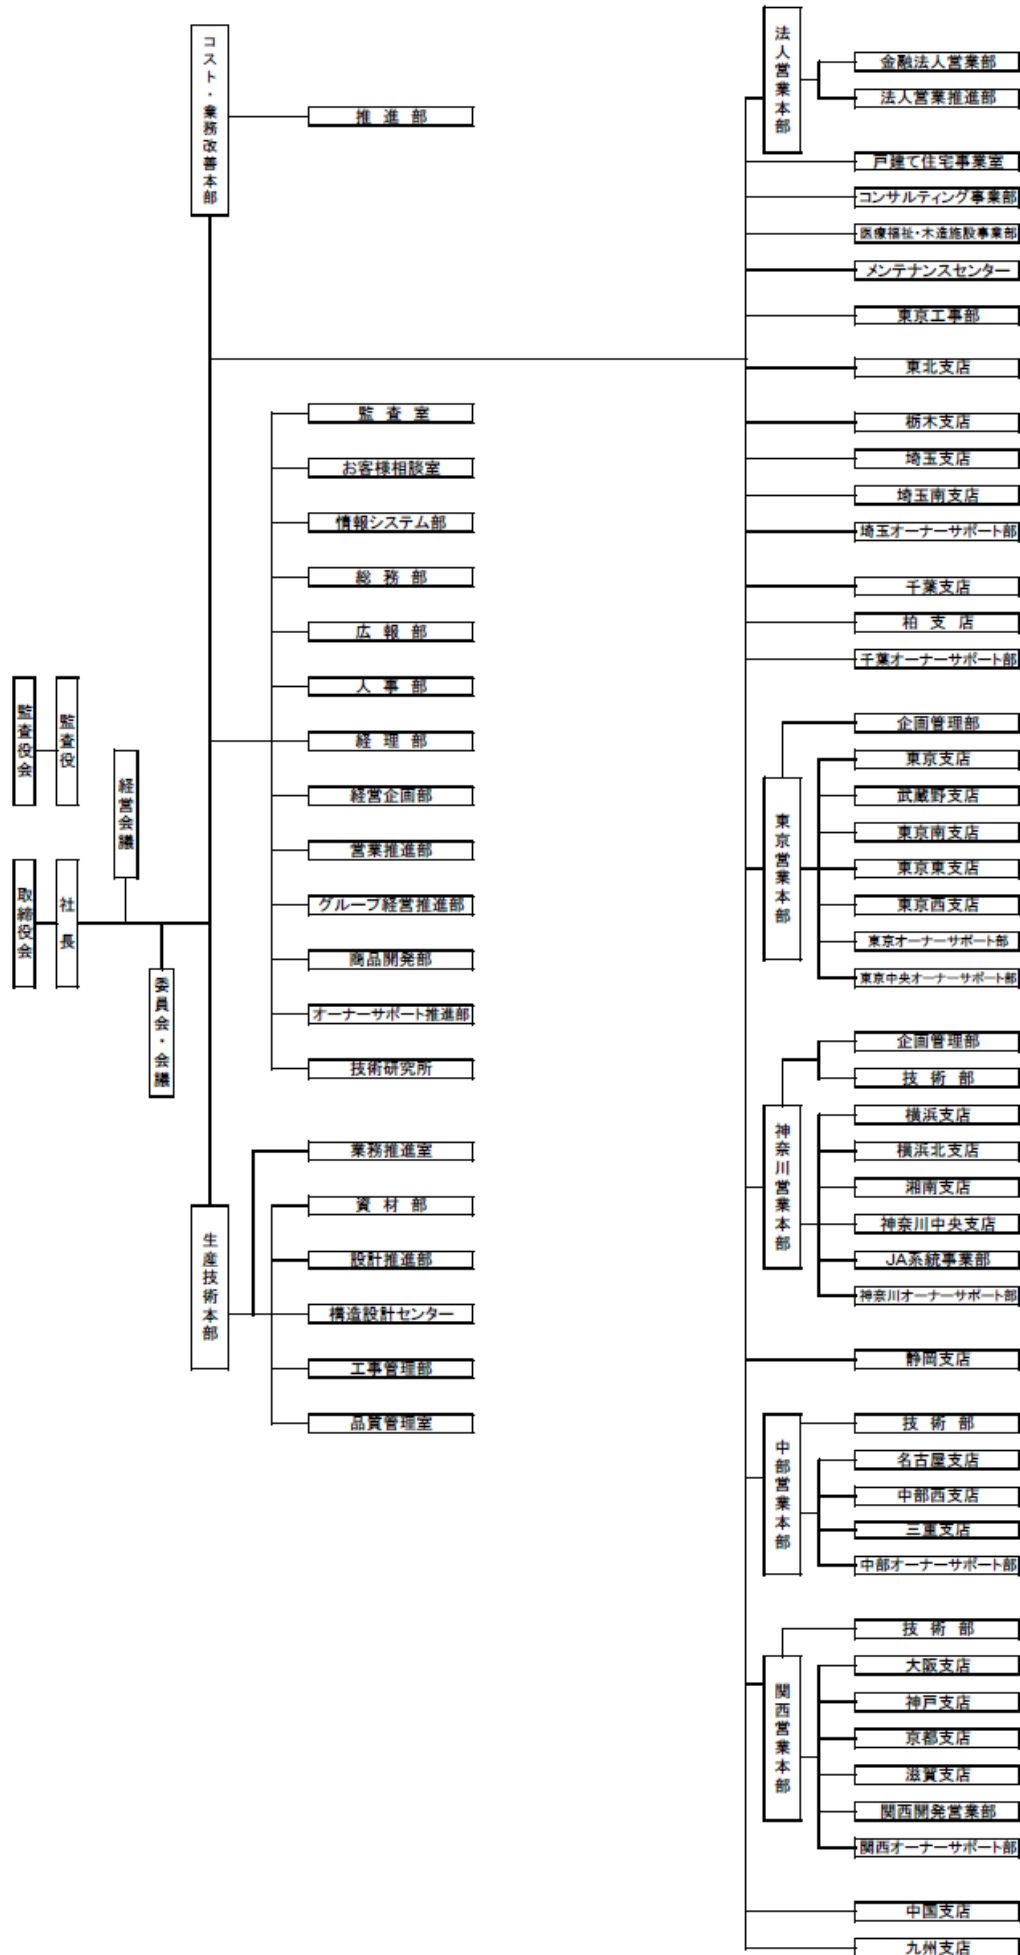 コスト・業務改善本部
推進部
監査室
お客様相談室
情報システム部
総務部
広報部
人事部
経理部
経営企画部
営業推進部
グループ経営推進部
商品開発部
オーナーサポート推進部
技術研究所
監査役会
監査役
経営会議
取締役会
社長
委員会・会議
生産技術本部
業務推進室
資材部
設計推進部
構造設計センター
工事管理部
品質管理室
法人営業本部
金融法人営業部
法人営業推進部
戸建て住宅事業室
コンサルティング事業部
医療福祉・木造施設事業部
メンテナンスセンター
東京工事部
東北支店
栃木支店
埼玉支店
埼玉南支店
埼玉オーナーサポート部
千葉支店
柏支店
千葉オーナーサポート部
東京営業本部
企画管理部
東京支店
武蔵野支店
東京南支店
東京東支店
東京西支店
東京オーナーサポート部
東京中央オーナーサポート部
神奈川営業本部
企画管理部
技術部
横浜支店
横浜北支店
湘南支店
神奈川中央支店
JA系統事業部
神奈川オーナーサポート部
静岡支店
中部営業本部
技術部
名古屋支店
中部西支店
三重支店
中部オーナーサポート部
関西営業本部
技術部
大阪支店
神戸支店
京都支店
滋賀支店
関西開発営業部
関西オーナーサポート部
中国支店
九州支店